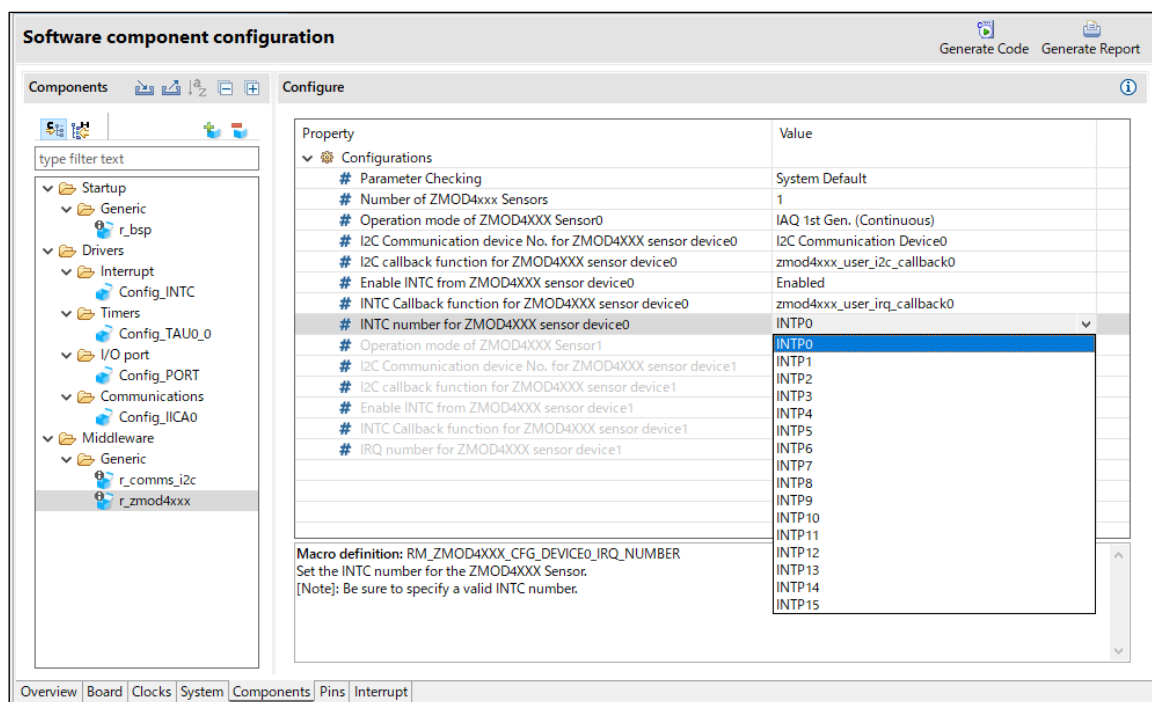 Software component configuration
Generate Code Generate Report
Components
Configure
type filter text
Startup
Generic
r_bsp
Drivers
Interrupt
Config_INTC
Timers
Config_TAU0_0
I/O port
Config_PORT
Communications
Config_IICA0
Middleware
Generic
r_comms_i2c
r_zmod4xxx
Property Value
Configurations
# Parameter Checking System Default
# Number of ZMOD4xxx Sensors 1
# Operation mode of ZMOD4XXX Sensor0 IAQ 1st Gen. (Continuous)
# I2C Communication device No. for ZMOD4XXX sensor device0 I2C Communication Device0
# I2C callback function for ZMOD4XXX sensor device0 zmod4xxx_user_i2c_callback0
# Enable INTC from ZMOD4XXX sensor device0 Enabled
# INTC Callback function for ZMOD4XXX sensor device0 zmod4xxx_user_irq_callback0
# INTC number for ZMOD4XXX sensor device0 INTP0
# Operation mode of ZMOD4XXX Sensor1
# I2C Communication device No. for ZMOD4XXX sensor device1
# I2C callback function for ZMOD4XXX sensor device1
# Enable INTC from ZMOD4XXX sensor device1
# INTC Callback function for ZMOD4XXX sensor device1
# IRQ number for ZMOD4XXX sensor device1
INTP0
INTP1
INTP2
INTP3
INTP4
INTP5
INTP6
INTP7
INTP8
INTP9
INTP10
INTP11
INTP12
INTP13
INTP14
INTP15
Macro definition: RM_ZMOD4XXX_CFG_DEVICE0_IRQ_NUMBER
Set the INTC number for the ZMOD4XXX Sensor.
[Note]: Be sure to specify a valid INTC number.
Overview Board Clocks System Components Pins Interrupt